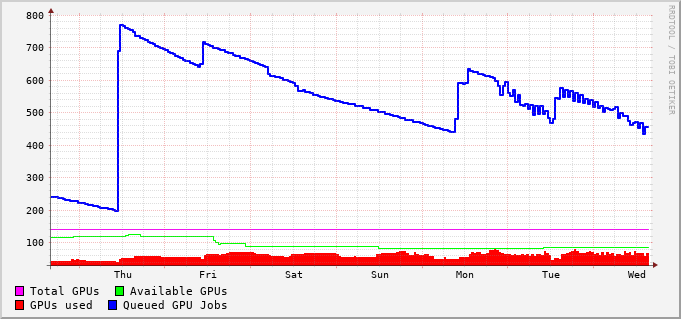 800
700
600
500
400
300
200
100
Thu Fri Sat Sun Mon Tue Wed
Total GPUs Available GPUs
GPUs used Queued GPU Jobs
RRDTOOL / TOBI OETIKER